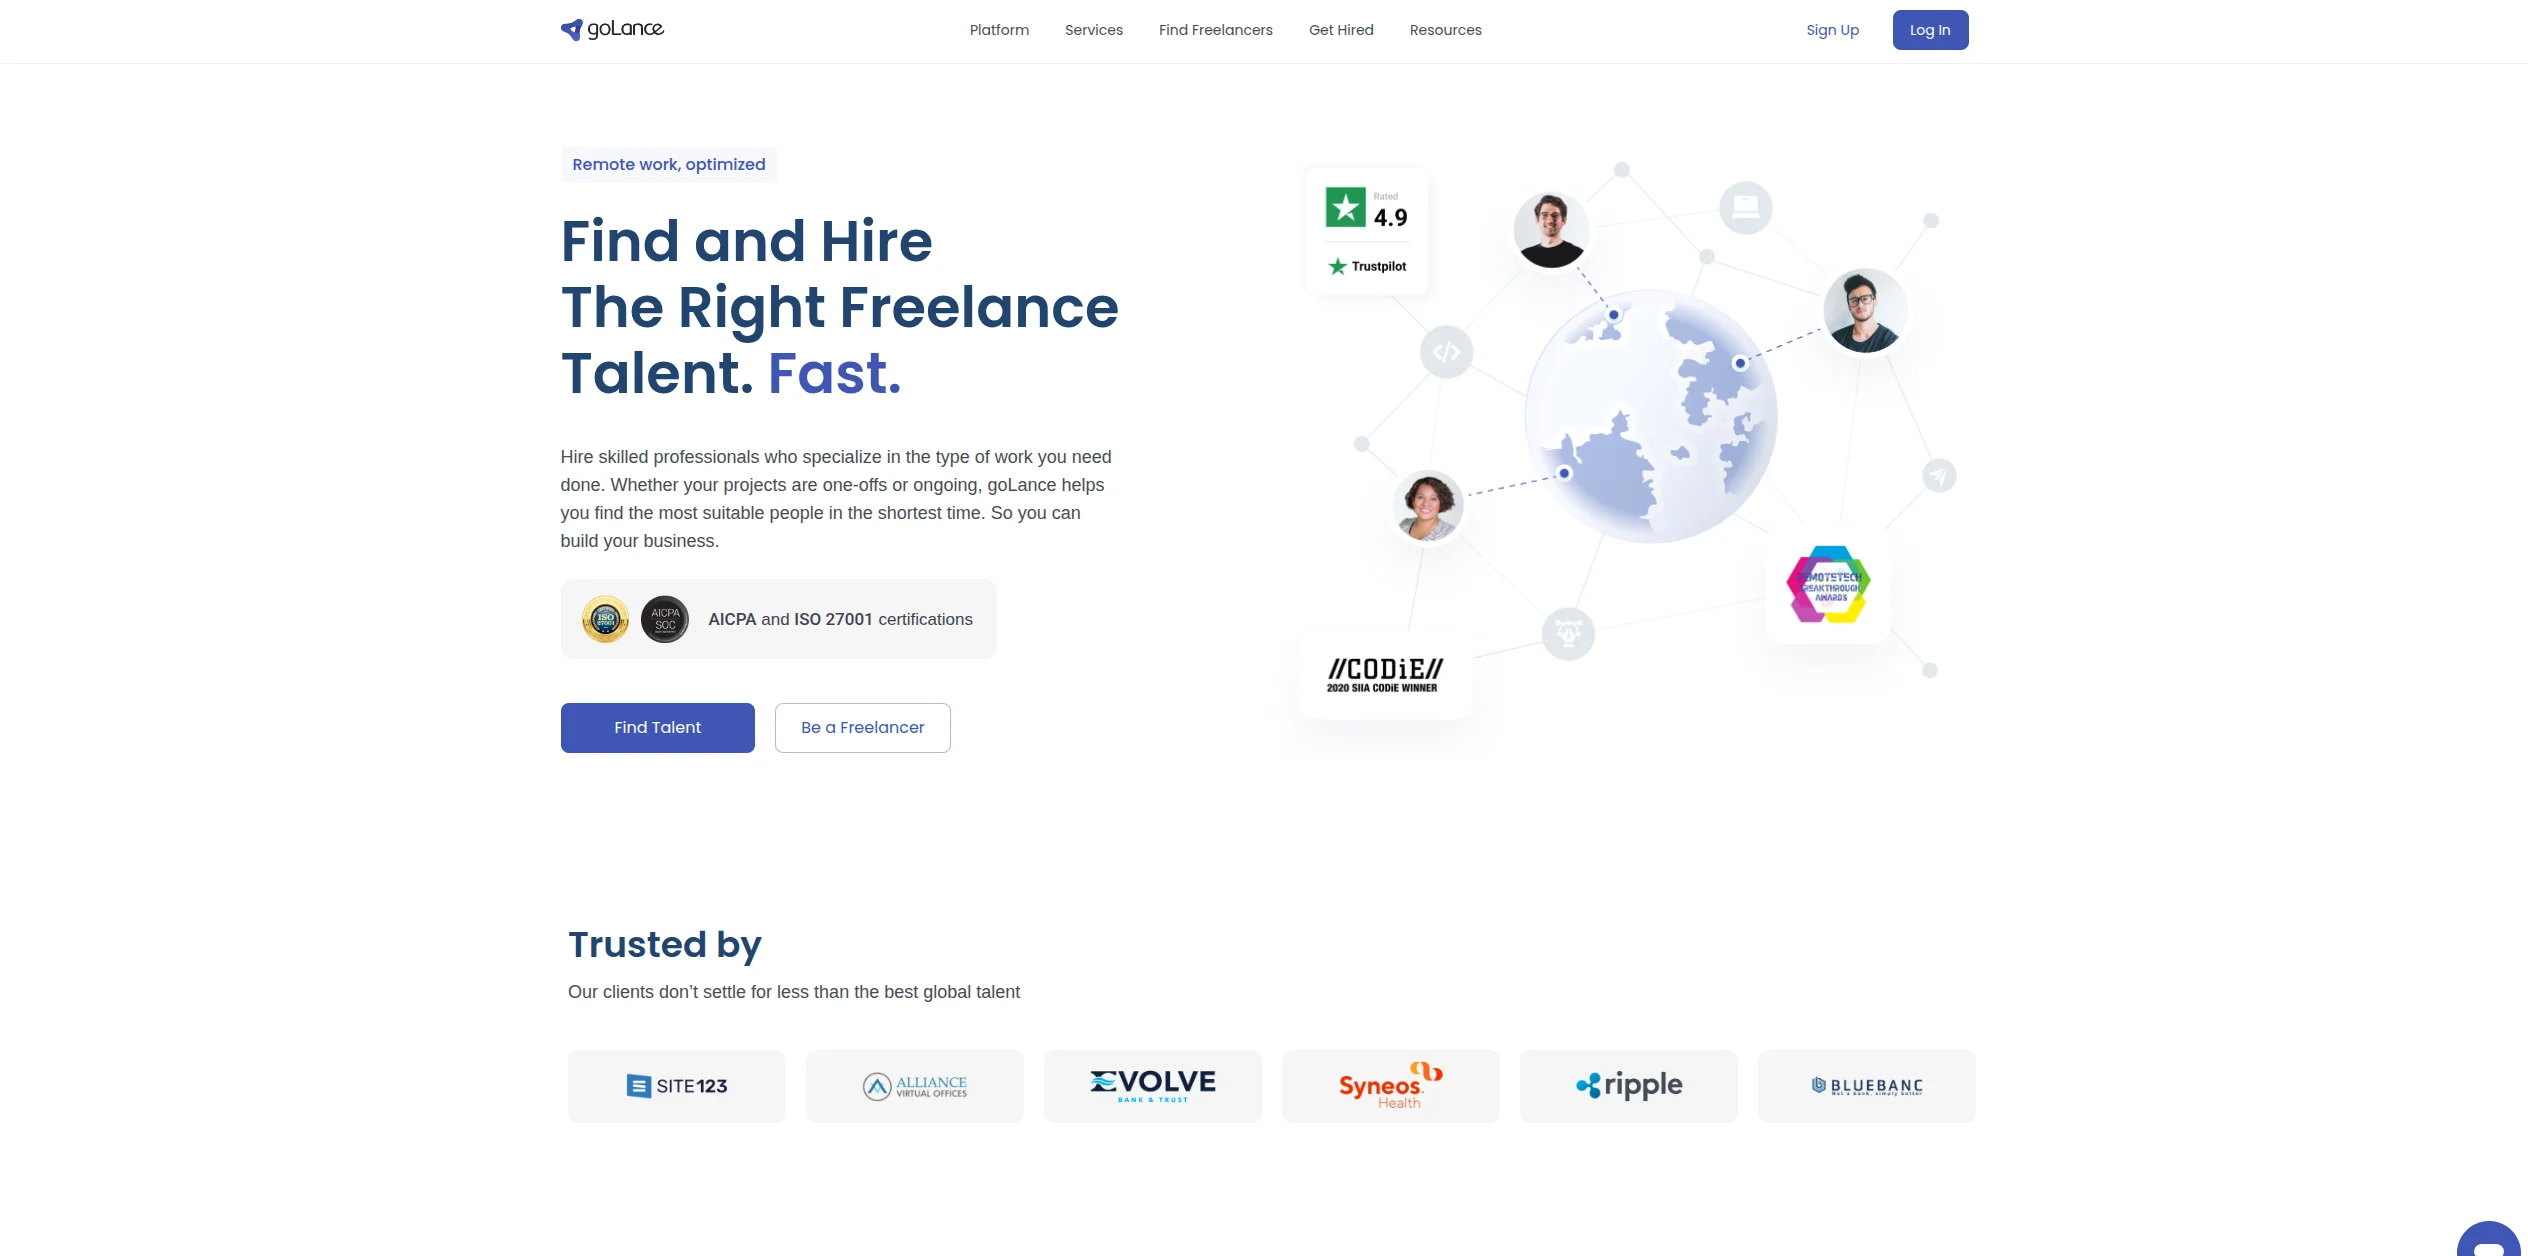 goLance
Platform
Services
Find Freelancers
Get Hired
Resources
Sign Up
Log In
Remote work, optimized
Find and Hire
The Right Freelance
Talent. Fast.
Hire skilled professionals who specialize in the type of work you need
done. Whether your projects are one-offs or ongoing, goLance helps
you find the most suitable people in the shortest time. So you can
build your business.
ISO
27001
AICPA
SOC
AICPA and ISO 27001 certifications
Find Talent
Be a Freelancer
Rated
4.9
Trustpilot
REMOTETECH
BREAKTHROUGH
AWARDS
//CODiE//
2020 SIIA CODiE WINNER
Trusted by
Our clients don’t settle for less than the best global talent
SITE123
ALLIANCE
VIRTUAL OFFICES
EVOLVE
BANK & TRUST
Syneos
Health
ripple
BLUEBANC
Not a bank, simply better